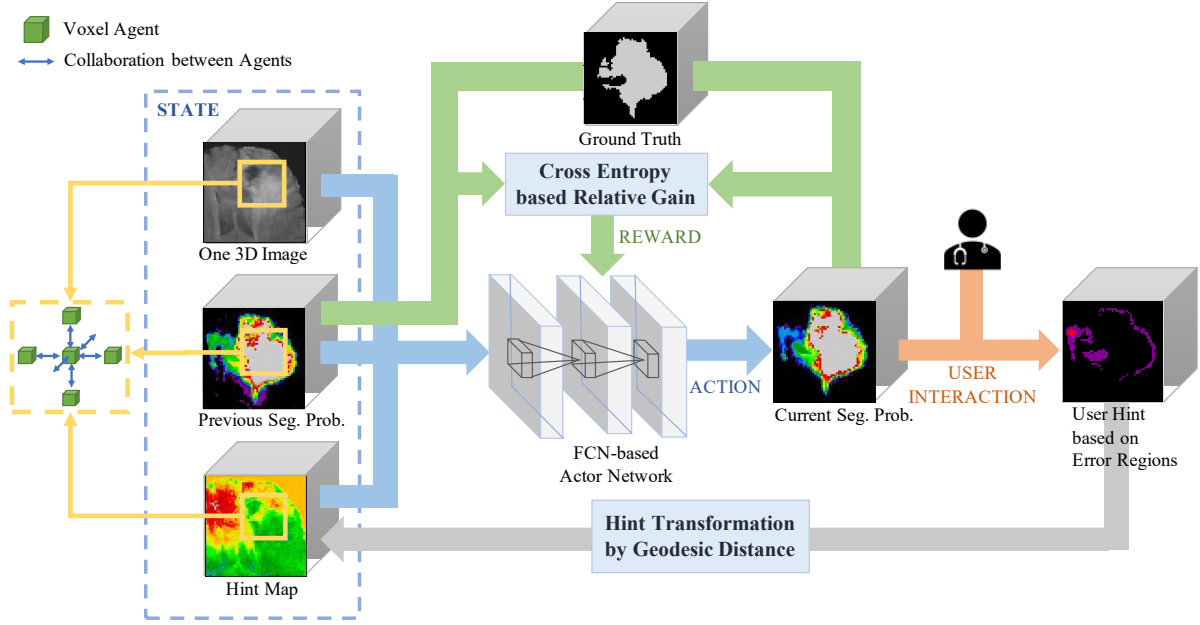 Voxel Agent
Collaboration between Agents
STATE
One 3D Image
Previous Seg. Prob.
Hint Map
Ground Truth
Cross Entropy
based Relative Gain
REWARD
FCN-based
Actor Network
ACTION
Current Seg. Prob.
USER
INTERACTION
User Hint
based on
Error Regions
Hint Transformation
by Geodesic Distance